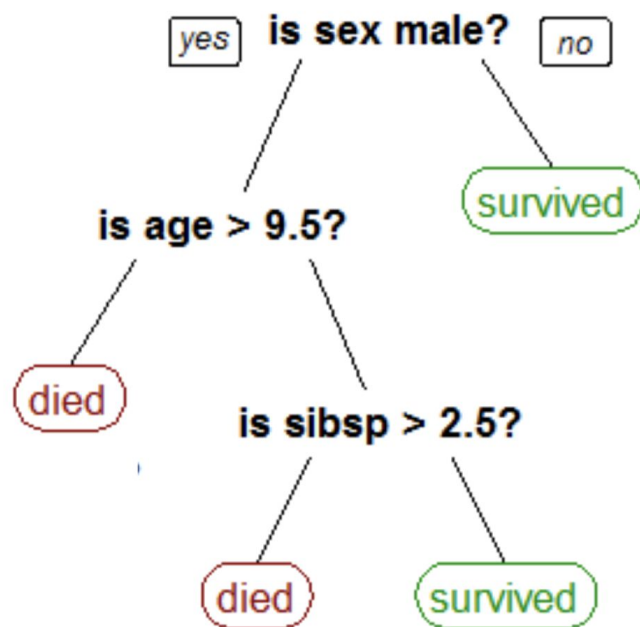 yes is sex male? no
survived
is age > 9.5?
died
is sibsp > 2.5?
died survived